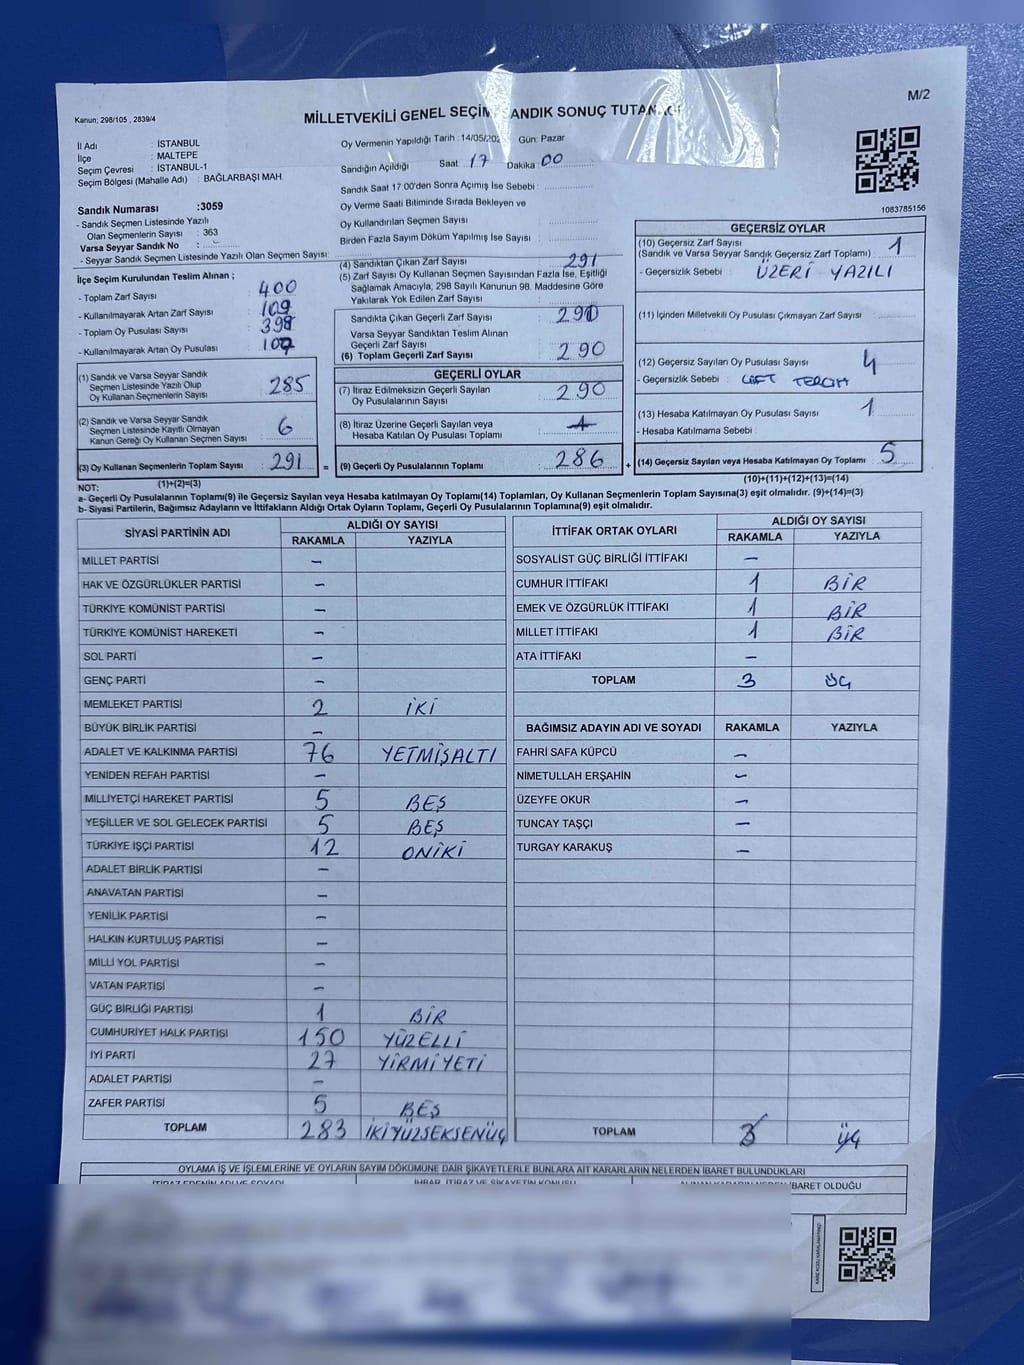 M/2
Kanun; 298/105 , 2839/4
MİLLETVEKİLİ GENEL SEÇİM SANDIK SONUÇ TUTANAĞI
İl Adı : İSTANBUL
İlçe : MALTEPE
Seçim Çevresi : İSTANBUL-1
Seçim Bölgesi (Mahalle Adı) : BAĞLARBAŞI MAH.
Sandık Numarası :3059
- Sandık Seçmen Listesinde Yazılı
Olan Seçmenlerin Sayısı : 363
Varsa Seyyar Sandık No :
- Seyyar Sandık Seçmen Listesinde Yazılı Olan Seçmen Sayısı:
İlçe Seçim Kurulundan Teslim Alınan ;
- Toplam Zarf Sayısı : 400
- Kullanılmayarak Artan Zarf Sayısı : 109
- Toplam Oy Pusulası Sayısı : 398
- Kullanılmayarak Artan Oy Pusulası :
(1) Sandık ve Varsa Seyyar Sandık
Seçmen Listesinde Yazılı Olup
Oy Kullanan Seçmenlerin Sayısı : 285
(2) Sandık ve Varsa Seyyar Sandık
Seçmen Listesinde Kayıtlı Olmayan
Kanun Gereği Oy Kullanan Seçmen Sayısı : 6
(3) Oy Kullanan Seçmenlerin Toplam Sayısı : 291
(1)+(2)=(3)
Oy Vermenin Yapıldığı Tarih : 14/05/202 Gün: Pazar
Sandığın Açıldığı Saat: 17 Dakika 00
Sandık Saat 17:00'den Sonra Açımış İse Sebebi :
Oy Verme Saati Bitiminde Sırada Bekleyen ve
Oy Kullandırılan Seçmen Sayısı :
Birden Fazla Sayım Döküm Yapılmış İse Sayısı :
(4) Sandıktan Çıkan Zarf Sayısı : 291
(5) Zarf Sayısı Oy Kullanan Seçmen Sayısından Fazla İse, Eşitliği
Sağlamak Amacıyla, 298 Sayılı Kanunun 98. Maddesine Göre
Yakılarak Yok Edilen Zarf Sayısı :
Sandıkta Çıkan Geçerli Zarf Sayısı : 290
Varsa Seyyar Sandıktan Teslim Alınan
Geçerli Zarf Sayısı :
(6) Toplam Geçerli Zarf Sayısı : 290
GEÇERLİ OYLAR
(7) İtiraz Edilmeksizin Geçerli Sayılan
Oy Pusulalarının Sayısı : 290
(8) İtiraz Üzerine Geçerli Sayılan veya
Hesaba Katılan Oy Pusulası Toplamı :
= (9) Geçerli Oy Pusulalarının Toplamı : 286 +
1083785156
GEÇERSİZ OYLAR
(10) Geçersiz Zarf Sayısı
(Sandık ve Varsa Seyyar Sandık Geçersiz Zarf Toplamı) : 1
- Geçersizlik Sebebi : ÜZERİ YAZILI
(11) İçinden Milletvekili Oy Pusulası Çıkmayan Zarf Sayısı :
(12) Geçersiz Sayılan Oy Pusulası Sayısı : 4
- Geçersizlik Sebebi : ÇİFT TERCİH
(13) Hesaba Katılmayan Oy Pusulası Sayısı : 1
- Hesaba Katılmama Sebebi :
(14) Geçersiz Sayılan veya Hesaba Katılmayan Oy Toplamı : 5
(10)+(11)+(12)+(13)=(14)
NOT:
a- Geçerli Oy Pusulalarının Toplamı(9) ile Geçersiz Sayılan veya Hesaba katılmayan Oy Toplamı(14) Toplamları, Oy Kullanan Seçmenlerin Toplam Sayısına(3) eşit olmalıdır. (9)+(14)=(3)
b- Siyasi Partilerin, Bağımsız Adayların ve İttifakların Aldığı Ortak Oyların Toplamı, Geçerli Oy Pusulalarının Toplamına(9) eşit olmalıdır.
SİYASİ PARTİNİN ADI ALDIĞI OY SAYISI
RAKAMLA YAZIYLA
MİLLET PARTİSİ –
HAK VE ÖZGÜRLÜKLER PARTİSİ –
TÜRKİYE KOMÜNİST PARTİSİ –
TÜRKİYE KOMÜNİST HAREKETİ –
SOL PARTİ –
GENÇ PARTİ –
MEMLEKET PARTİSİ 2 İKİ
BÜYÜK BİRLİK PARTİSİ –
ADALET VE KALKINMA PARTİSİ 76 YETMİŞALTI
YENİDEN REFAH PARTİSİ –
MİLLİYETÇİ HAREKET PARTİSİ 5 BEŞ
YEŞİLLER VE SOL GELECEK PARTİSİ 5 BEŞ
TÜRKİYE İŞÇİ PARTİSİ 12 ONİKİ
ADALET BİRLİK PARTİSİ –
ANAVATAN PARTİSİ –
YENİLİK PARTİSİ –
HALKIN KURTULUŞ PARTİSİ –
MİLLİ YOL PARTİSİ –
VATAN PARTİSİ –
GÜÇ BİRLİĞİ PARTİSİ 1 BİR
CUMHURİYET HALK PARTİSİ 150 YÜZELLİ
İYİ PARTİ 27 YİRMİYETİ
ADALET PARTİSİ –
ZAFER PARTİSİ 5 BEŞ
TOPLAM 283 İKİYÜZSEKSENÜÇ
İTTİFAK ORTAK OYLARI ALDIĞI OY SAYISI
RAKAMLA YAZIYLA
SOSYALİST GÜÇ BİRLİĞİ İTTİFAKI –
CUMHUR İTTİFAKI 1 BİR
EMEK VE ÖZGÜRLÜK İTTİFAKI 1 BİR
MİLLET İTTİFAKI 1 BİR
ATA İTTİFAKI –
TOPLAM 3 ÜÇ
BAĞIMSIZ ADAYIN ADI VE SOYADI RAKAMLA YAZIYLA
FAHRİ SAFA KÜPCÜ –
NİMETULLAH ERŞAHİN –
ÜZEYFE OKUR –
TUNCAY TAŞÇI –
TURGAY KARAKUŞ –
TOPLAM 3 ÜÇ
OYLAMA İŞ VE İŞLEMLERİNE VE OYLARIN SAYIM DÖKÜMÜNE DAİR ŞİKAYETLERLE BUNLARA AİT KARARLARIN NELERDEN İBARET BULUNDUKLARI
İTİRAZ EDENİN ADI VE SOYADI İHBAR, İTİRAZ VE ŞİKAYETİN KONUSU ALINAN KARARIN NEDEN İBARET OLDUĞU